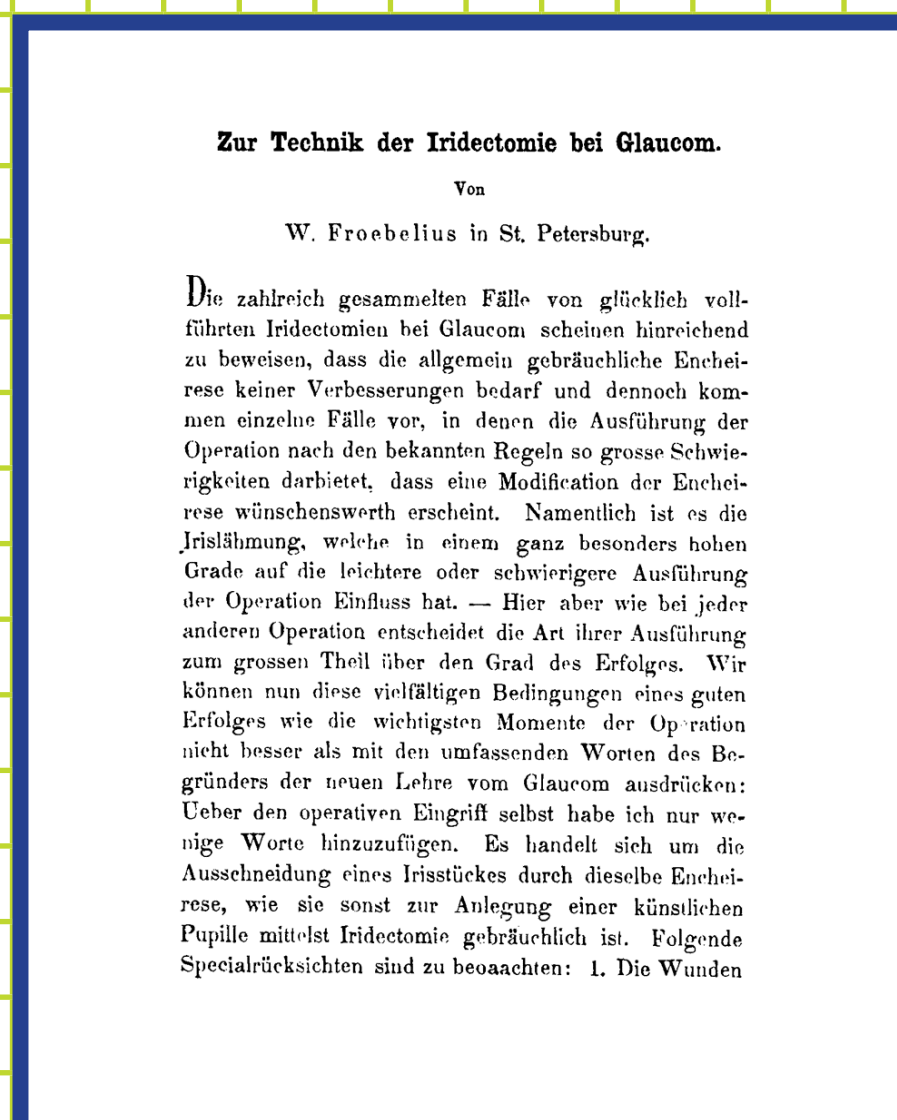 Zur Technik der Iridectomie bei Glaucom.
Von
W. Froebelius in St. Petersburg.
Die zahlreich gesammelten Fälle von glücklich voll-
führten Iridectomien bei Glaucom scheinen hinreichend
zu beweisen, dass die allgemein gebräuchliche Enchei-
rese keiner Verbesserungen bedarf und dennoch kom-
men einzelne Fälle vor, in denen die Ausführung der
Operation nach den bekannten Regeln so grosse Schwie-
rigkeiten darbietet, dass eine Modification der Enchei-
rese wünschenswerth erscheint. Namentlich ist es die
Irislähmung, welche in einem ganz besonders hohen
Grade auf die leichtere oder schwierigere Ausführung
der Operation Einfluss hat. — Hier aber wie bei jeder
anderen Operation entscheidet die Art ihrer Ausführung
zum grossen Theil über den Grad des Erfolges. Wir
können nun diese vielfältigen Bedingungen eines guten
Erfolges wie die wichtigsten Momente der Operation
nicht besser als mit den umfassenden Worten des Be-
gründers der neuen Lehre vom Glaucom ausdrücken:
Ueber den operativen Eingriff selbst habe ich nur we-
nige Worte hinzuzufügen. Es handelt sich um die
Ausschneidung eines Irisstückes durch dieselbe Enchei-
rese, wie sie sonst zur Anlegung einer künstlichen
Pupille mittelst Iridectomie gebräuchlich ist. Folgende
Specialrücksichten sind zu beoaachten: 1. Die Wunden